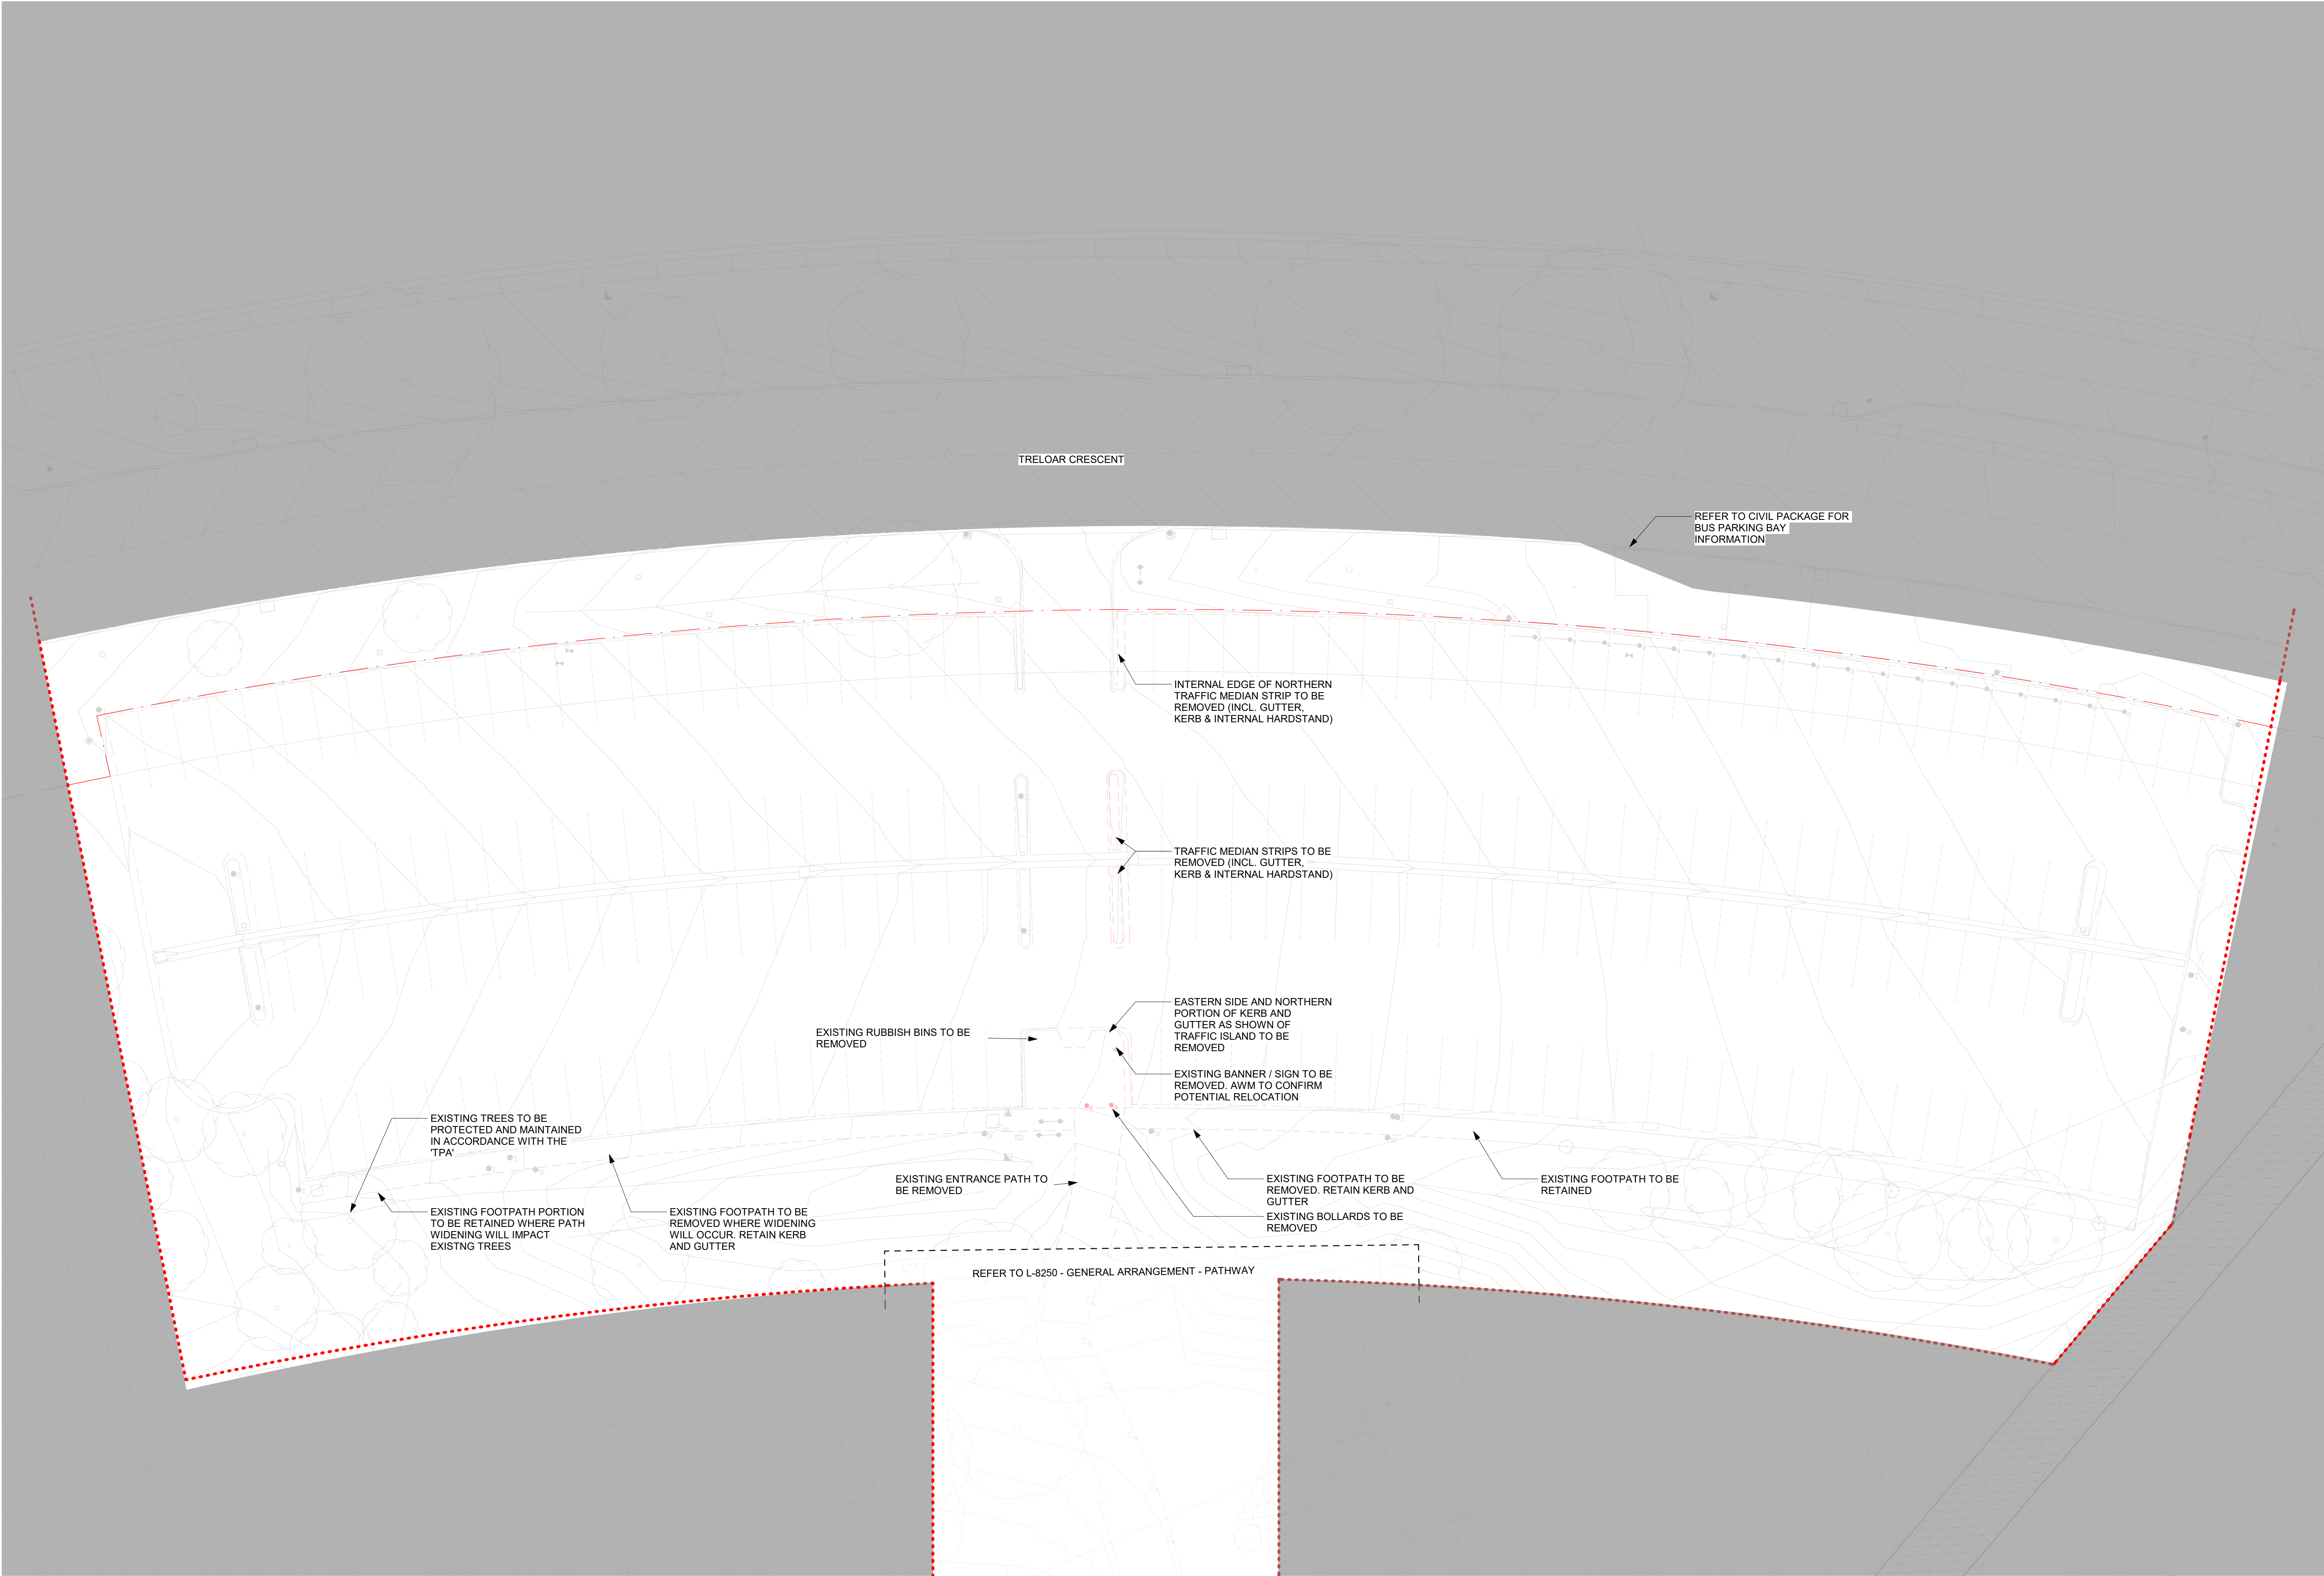 TRELOAR CRESCENT
REFER TO CIVIL PACKAGE FOR
BUS PARKING BAY
INFORMATION
INTERNAL EDGE OF NORTHERN
TRAFFIC MEDIAN STRIP TO BE
REMOVED (INCL. GUTTER,
KERB & INTERNAL HARDSTAND)
TRAFFIC MEDIAN STRIPS TO BE
REMOVED (INCL. GUTTER,
KERB & INTERNAL HARDSTAND)
EASTERN SIDE AND NORTHERN
PORTION OF KERB AND
GUTTER AS SHOWN OF
TRAFFIC ISLAND TO BE
REMOVED
EXISTING RUBBISH BINS TO BE
REMOVED
EXISTING BANNER / SIGN TO BE
REMOVED. AWM TO CONFIRM
POTENTIAL RELOCATION
EXISTING TREES TO BE
PROTECTED AND MAINTAINED
IN ACCORDANCE WITH THE
'TPA'
EXISTING ENTRANCE PATH TO
BE REMOVED
EXISTING FOOTPATH TO BE
REMOVED. RETAIN KERB AND
GUTTER
EXISTING FOOTPATH TO BE
RETAINED
EXISTING FOOTPATH PORTION
TO BE RETAINED WHERE PATH
WIDENING WILL IMPACT
EXISTNG TREES
EXISTING FOOTPATH TO BE
REMOVED WHERE WIDENING
WILL OCCUR. RETAIN KERB
AND GUTTER
EXISTING BOLLARDS TO BE
REMOVED
REFER TO L-8250 - GENERAL ARRANGEMENT - PATHWAY